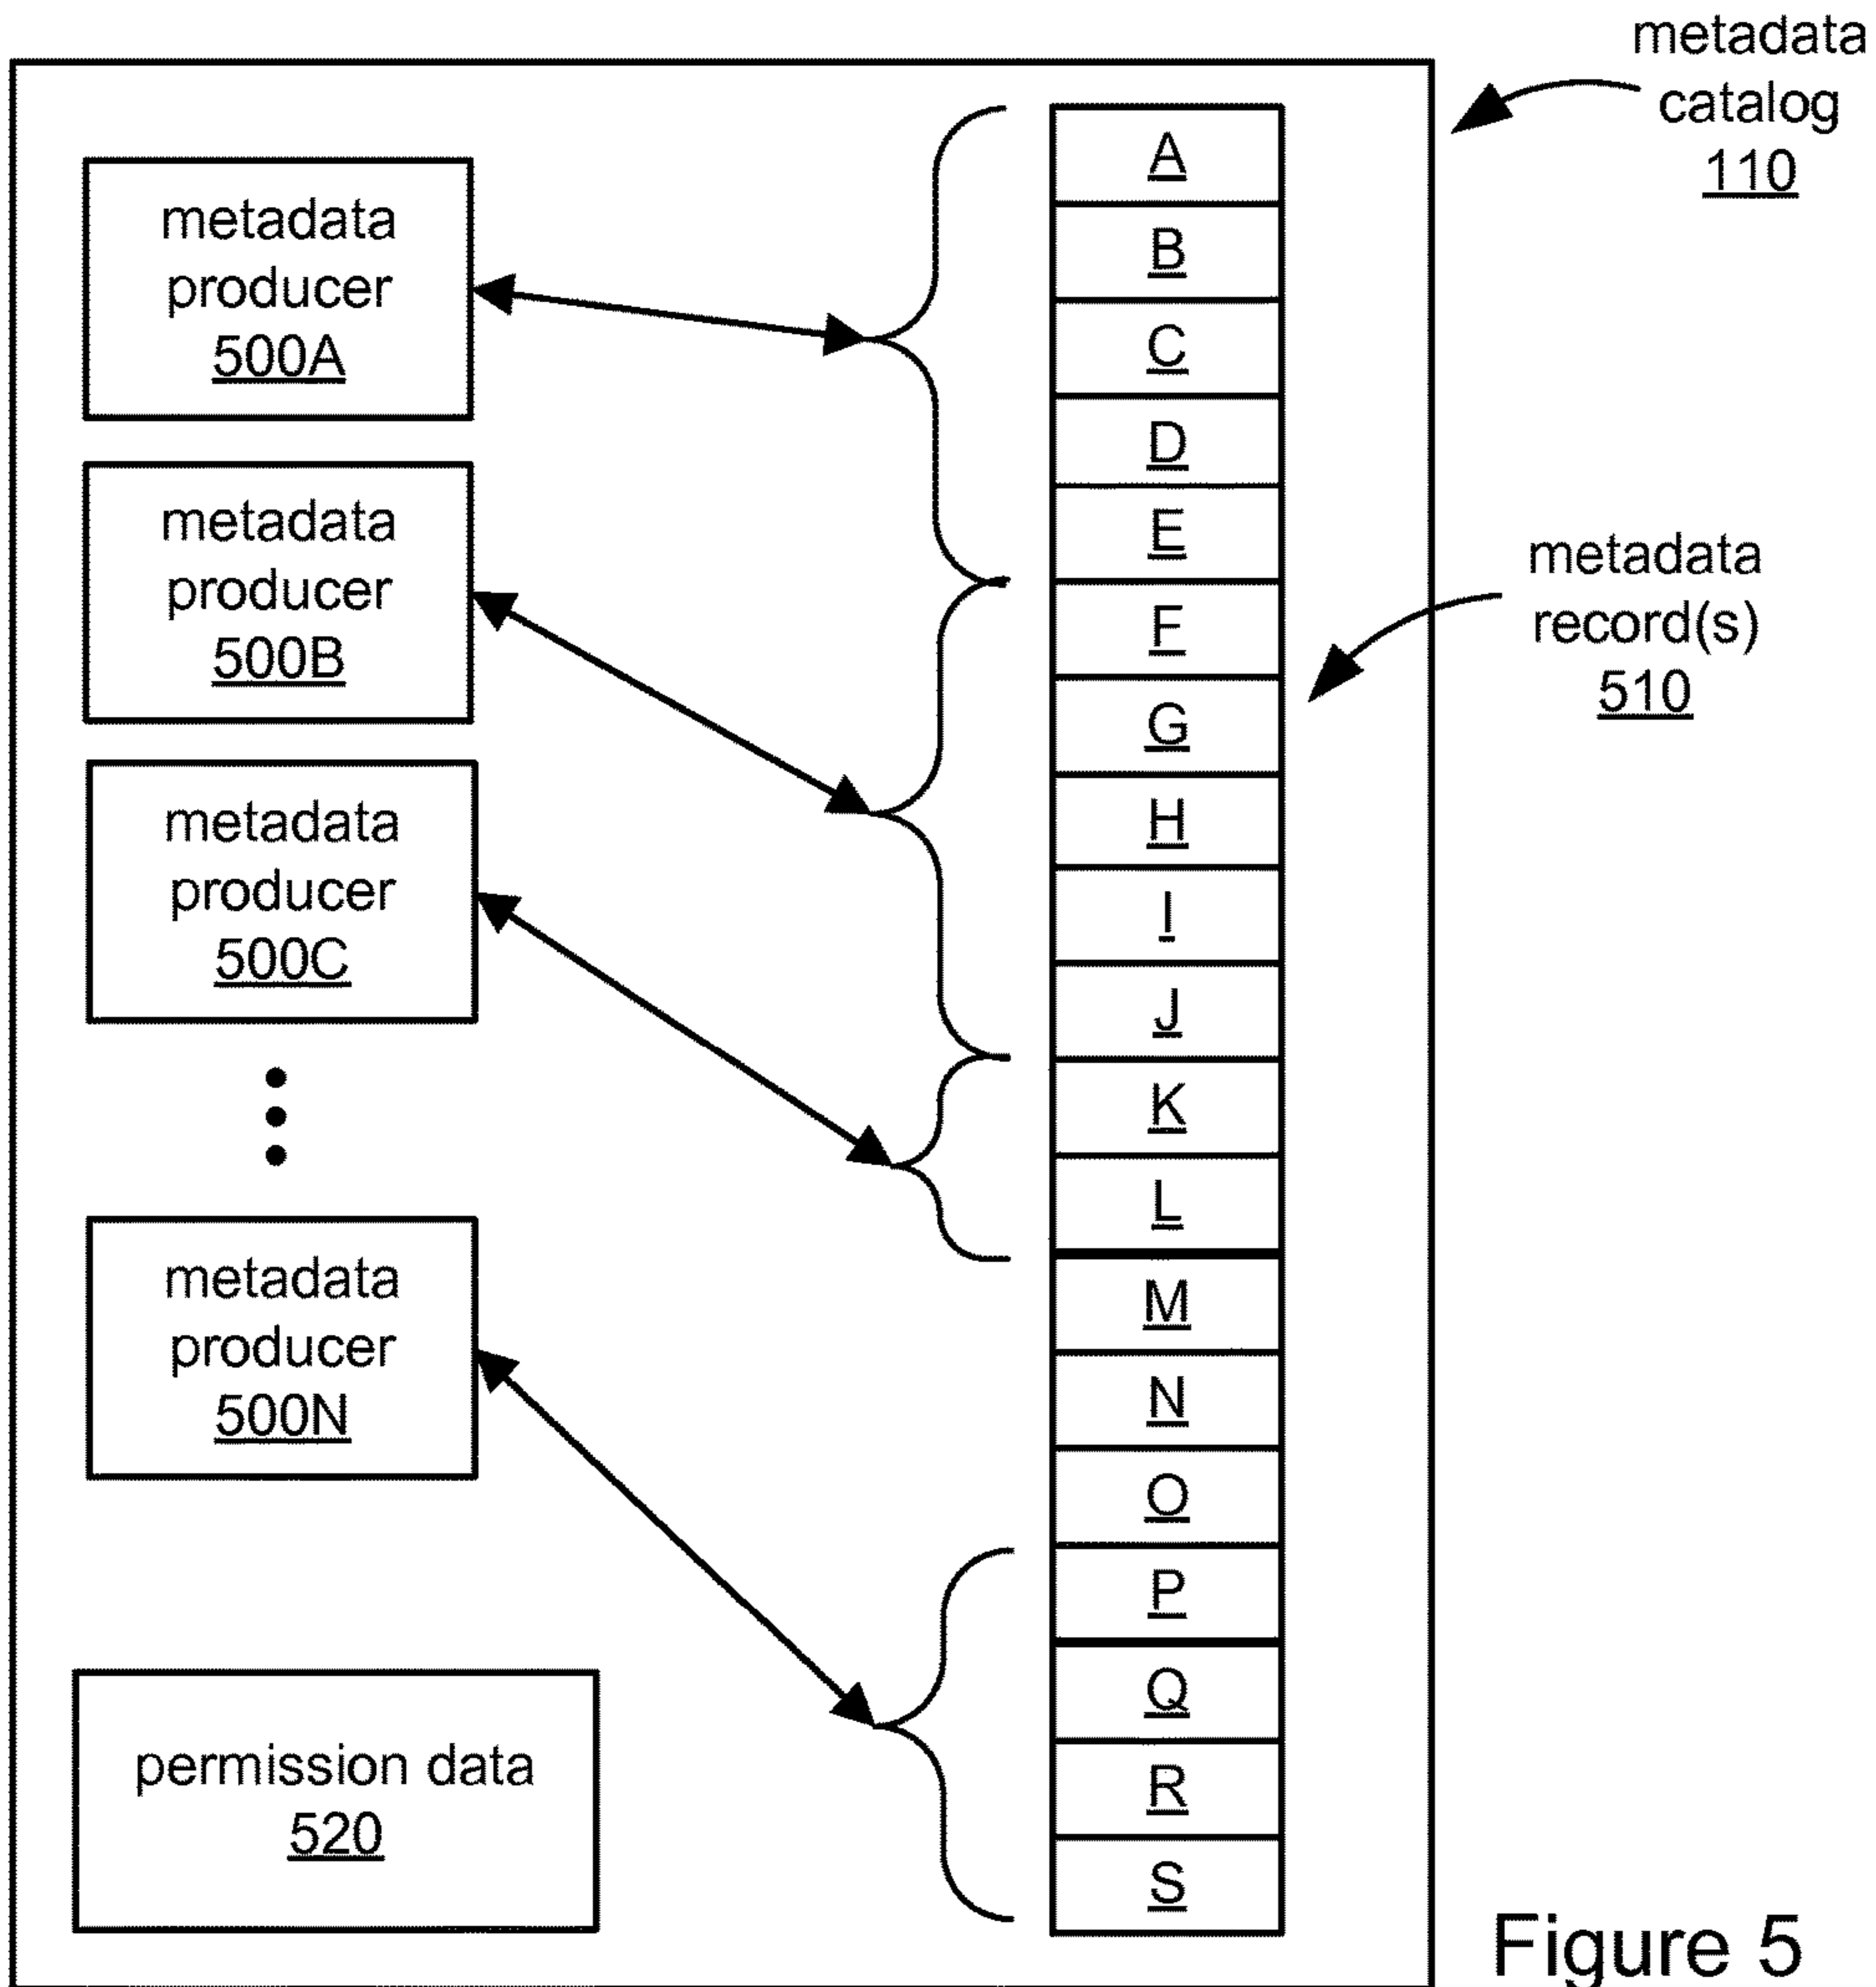 metadata
catalog
110
metadata
producer
500A
metadata
producer
500B
metadata
producer
500C
metadata
producer
500N
permission data
520
A
B
C
D
E
F
G
H
I
J
K
L
M
N
O
P
Q
R
S
metadata
record(s)
510
Figure 5